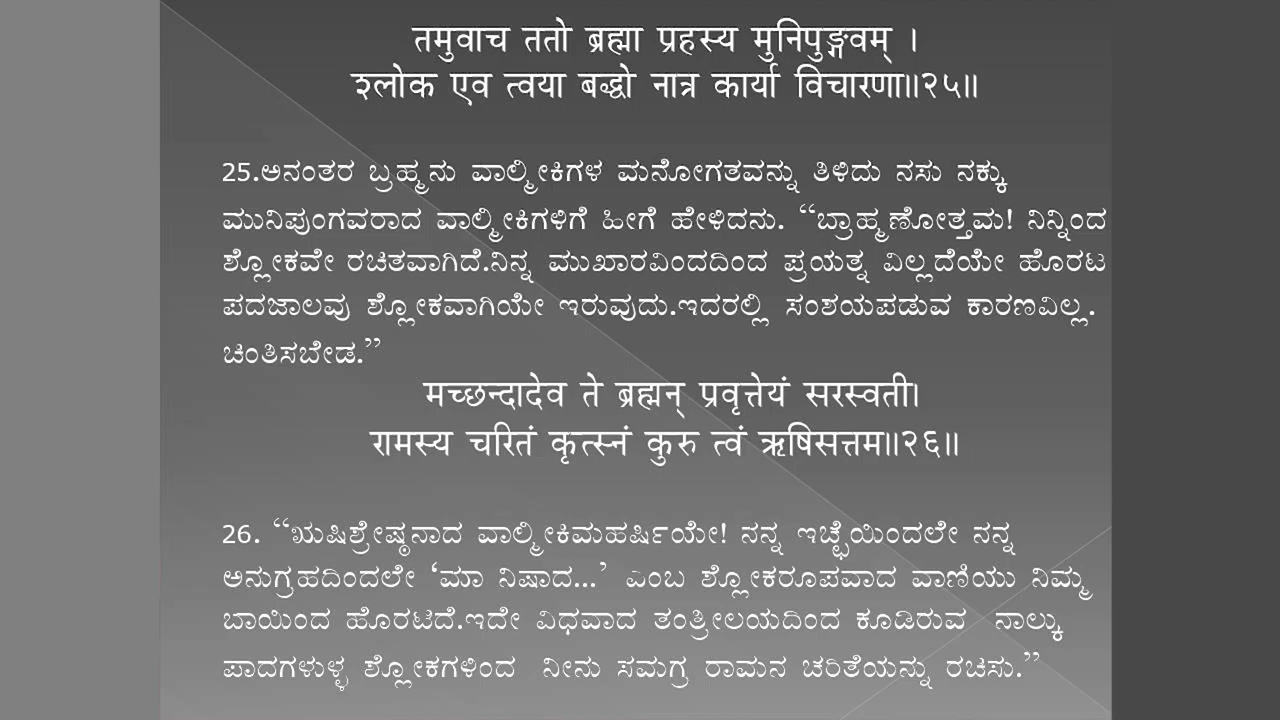 तमुवाच ततो ब्रह्मा प्रहस्य मुनिपुङ्गवम् ।
श्लोक एव त्वया बद्धो नात्र कार्या विचारणा॥२५॥
25.ಅನಂತರ ಬ್ರಹ್ಮನು ವಾಲ್ಮೀಕಿಗಳ ಮನೋಗತವನ್ನು ತಿಳಿದು ನಸು ನಕ್ಕು
ಮುನಿಪುಂಗವರಾದ ವಾಲ್ಮೀಕಿಗಳಿಗೆ ಹೀಗೆ ಹೇಳಿದನು. “ಬ್ರಾಹ್ಮಣೋತ್ತಮ! ನಿನ್ನಿಂದ
ಶ್ಲೋಕವೇ ರಚಿತವಾಗಿದೆ.ನಿನ್ನ ಮುಖಾರವಿಂದದಿಂದ ಪ್ರಯತ್ನ ವಿಲ್ಲದೆಯೇ ಹೊರಟ
ಪದಜಾಲವು ಶ್ಲೋಕವಾಗಿಯೇ ಇರುವುದು.ಇದರಲ್ಲಿ ಸಂಶಯಪಡುವ ಕಾರಣವಿಲ್ಲ.
ಚಿಂತಿಸಬೇಡ.”
मच्छन्दादेव ते ब्रह्मन् प्रवृत्तेयं सरस्वती।
रामस्य चरितं कृत्स्नं कुरु त्वं ऋषिसत्तम॥२६॥
26. “ಋಷಿಶ್ರೇಷ್ಠನಾದ ವಾಲ್ಮೀಕಿಮಹರ್ಷಿಯೇ! ನನ್ನ ಇಚ್ಛೆಯಿಂದಲೇ ನನ್ನ
ಅನುಗ್ರಹದಿಂದಲೇ ‘ಮಾ ನಿಷಾದ...’ ಎಂಬ ಶ್ಲೋಕರೂಪವಾದ ವಾಣಿಯು ನಿಮ್ಮ
ಬಾಯಿಂದ ಹೊರಟಿದೆ.ಇದೇ ವಿಧವಾದ ತಂತ್ರೀಲಯದಿಂದ ಕೂಡಿರುವ ನಾಲ್ಕು
ಪಾದಗಳುಳ್ಳ ಶ್ಲೋಕಗಳಿಂದ ನೀನು ಸಮಗ್ರ ರಾಮನ ಚರಿತೆಯನ್ನು ರಚಿಸು.”